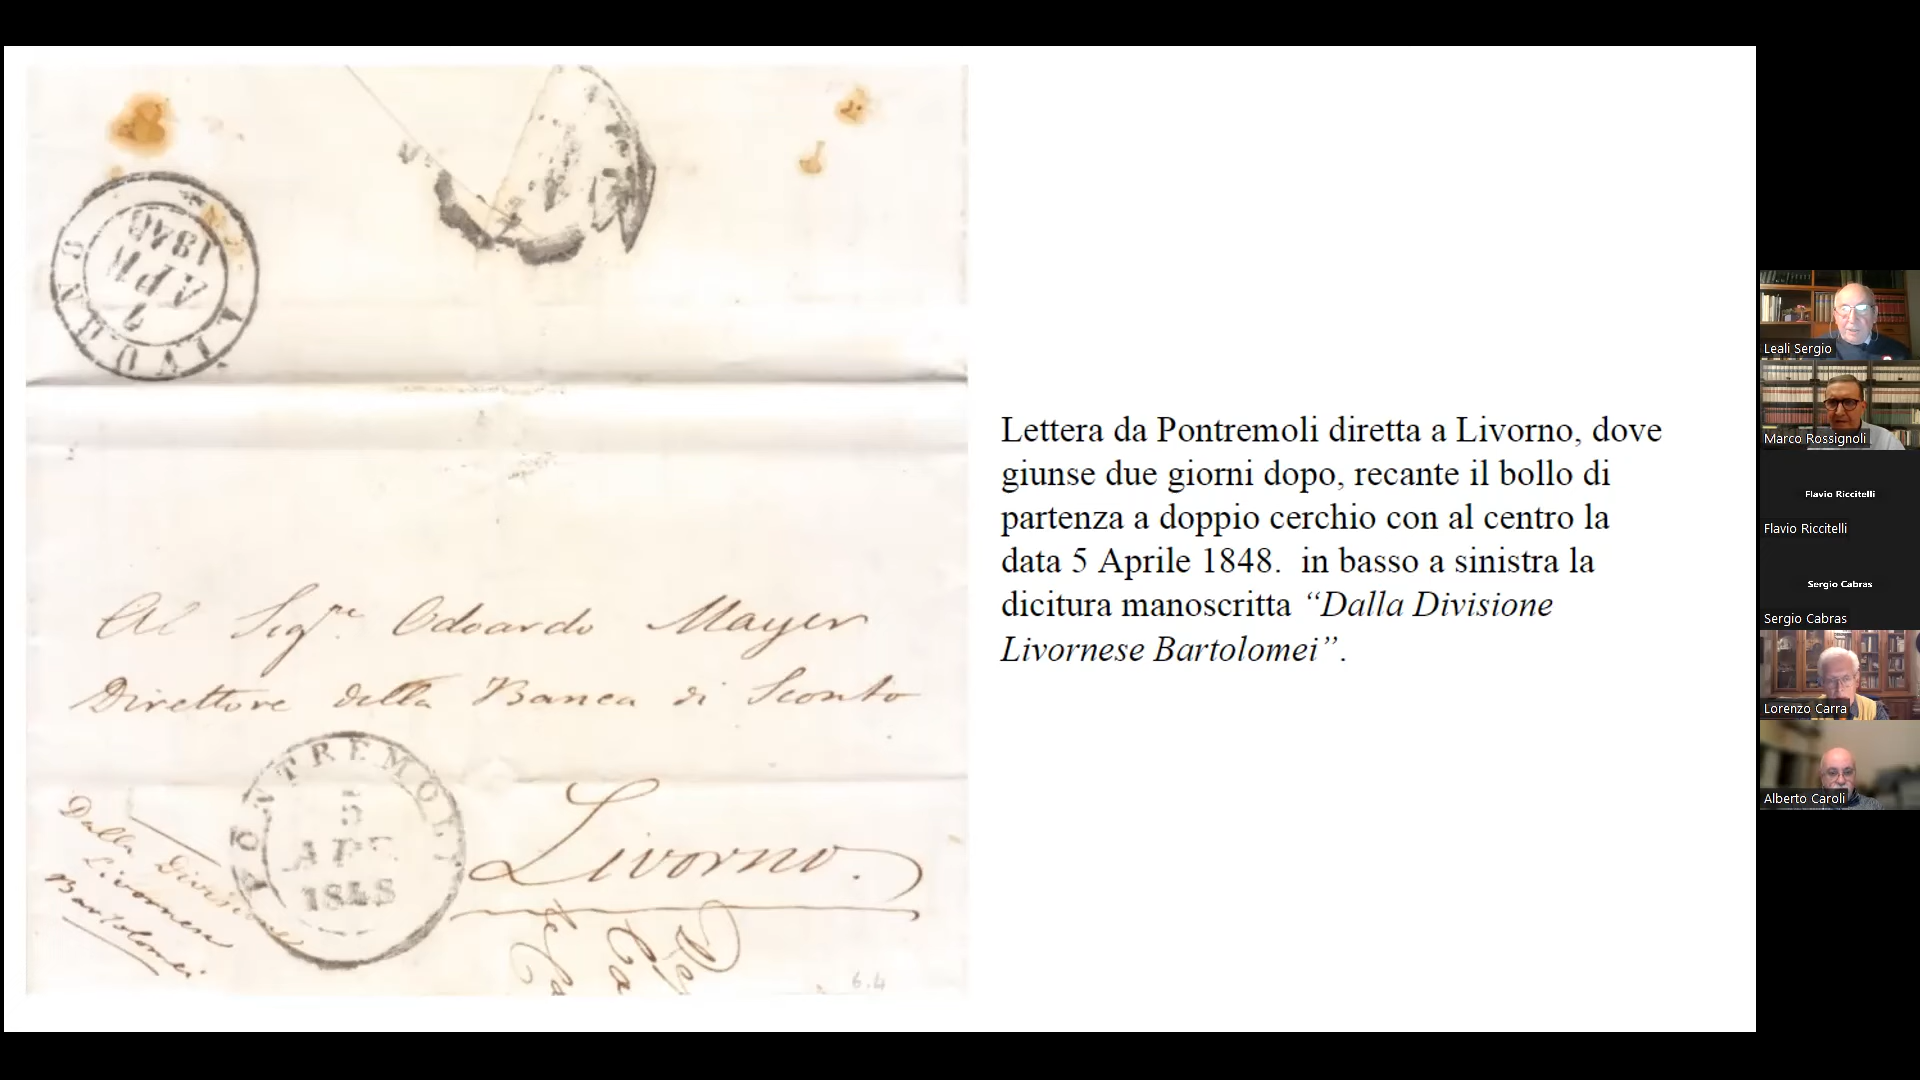 LIVORNO
7
APR
1848
Al Sigre. Odoardo Mayer
Direttore della Banca di Sconto
Livorno.
PONTREMOLI
5
APR.
1848
Dalla Divisione
Livornese
Bartolomei
6.4
Lettera da Pontremoli diretta a Livorno, dove
giunse due giorni dopo, recante il bollo di
partenza a doppio cerchio con al centro la
data 5 Aprile 1848. in basso a sinistra la
dicitura manoscritta “Dalla Divisione
Livornese Bartolomei”.
Leali Sergio
Marco Rossignoli
Flavio Riccitelli
Flavio Riccitelli
Sergio Cabras
Sergio Cabras
Lorenzo Carra
Alberto Caroli